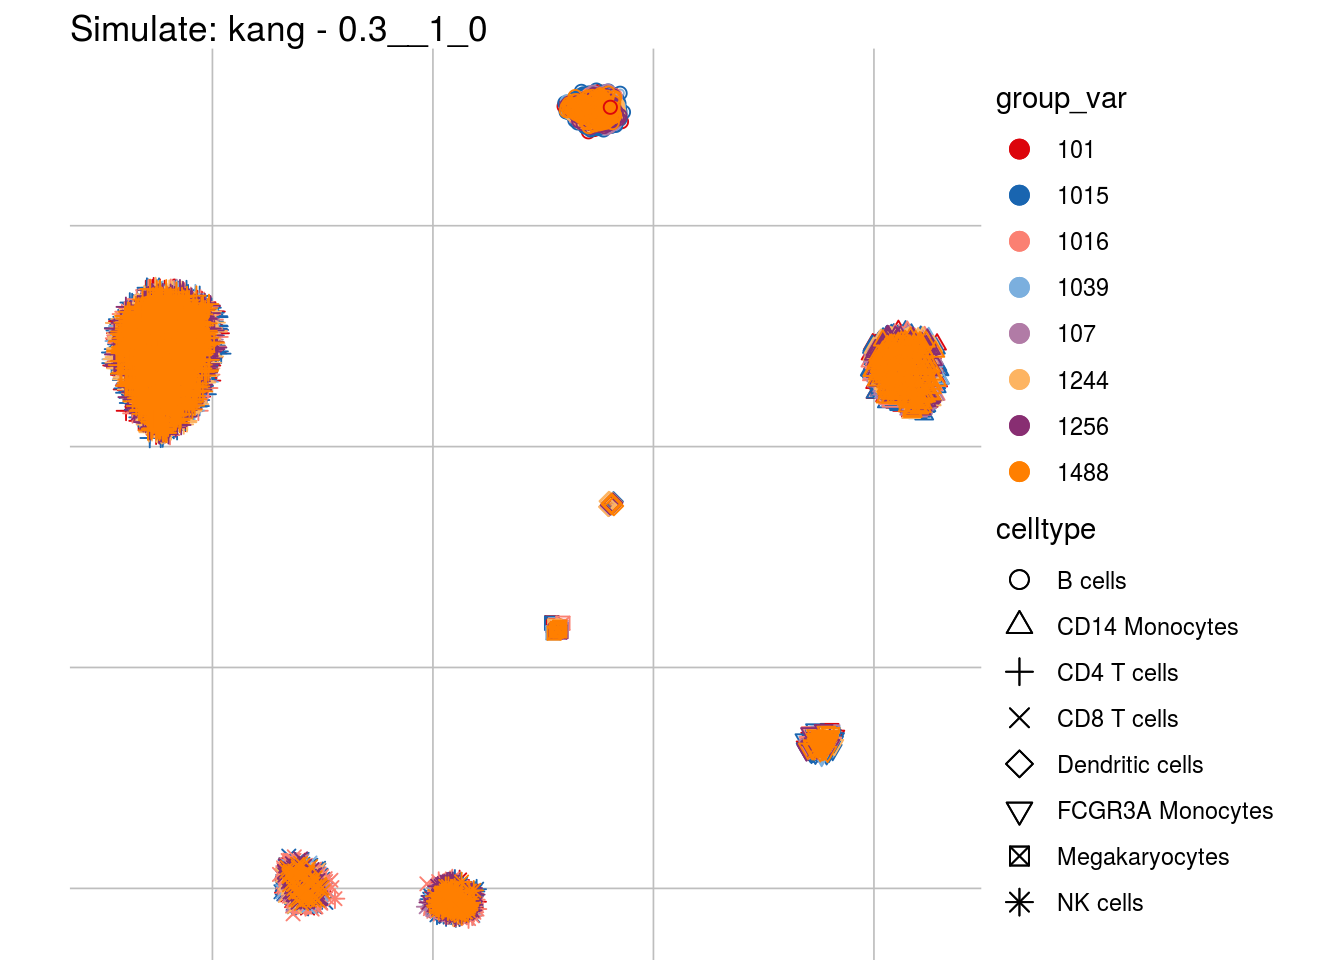 Simulate: kang - 0.3__1_0
group_var
101
1015
1016
1039
107
1244
1256
1488
celltype
B cells
CD14 Monocytes
CD4 T cells
CD8 T cells
Dendritic cells
FCGR3A Monocytes
Megakaryocytes
NK cells